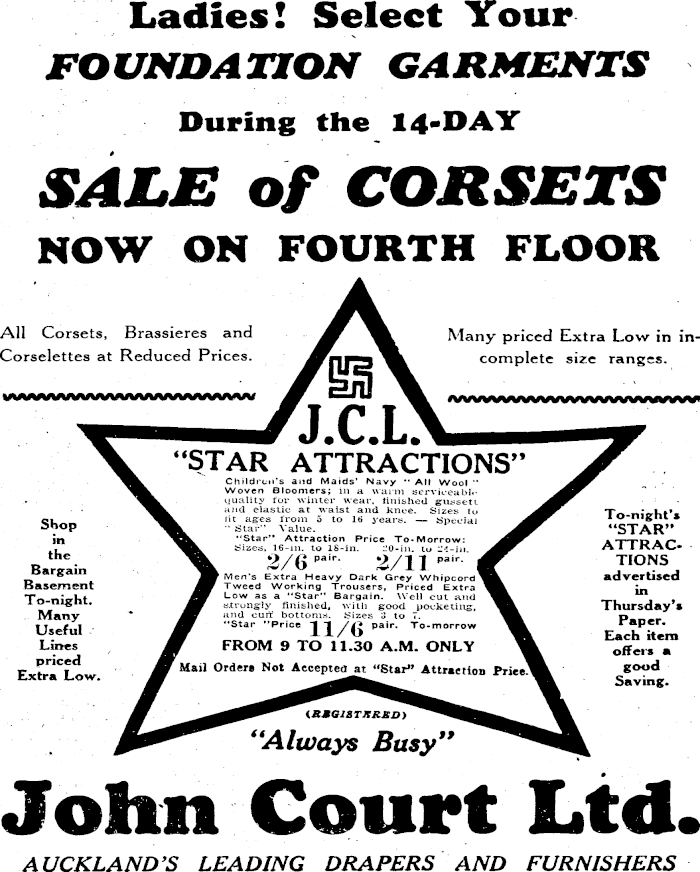 Ladies! Select Your
FOUNDATION GARMENTS
During the 14-DAY
SALE of CORSETS
NOW ON FOURTH FLOOR
All Corsets, Brassieres and
Corselettes at Reduced Prices.
Many priced Extra Low in in-
complete size ranges.
J.C.L.
"STAR ATTRACTIONS"
Children's and Maids' Navy "All Wool"
Woven Bloomers; in a warm serviceable
quality for winter wear, finished gussett
and elastic at waist and knee. Sizes to
fit ages from 5 to 16 years. — Special
"Star" Value.
"Star" Attraction Price To-Morrow:
Sizes, 16-in. to 18-in. 20-in. to 24-in.
2/6 pair. 2/11 pair.
Men's Extra Heavy Dark Grey Whipcord
Tweed Working Trousers, Priced Extra
Low as a "Star" Bargain. Well cut and
strongly finished, with good pocketing,
and cuff bottoms. Sizes 3 to 7.
"Star "Price 11/6 pair. To-morrow
FROM 9 TO 11.30 A.M. ONLY
Mail Orders Not Accepted at "Star" Attraction Price.
Shop
in
the
Bargain
Basement
To-night.
Many
Useful
Lines
priced
Extra Low.
To-night's
"STAR"
ATTRAC-
TIONS
advertised
in
Thursday's
Paper.
Each item
offers a
good
Saving.
(REGISTERED)
"Always Busy"
John Court Ltd.
AUCKLAND'S LEADING DRAPERS AND FURNISHERS